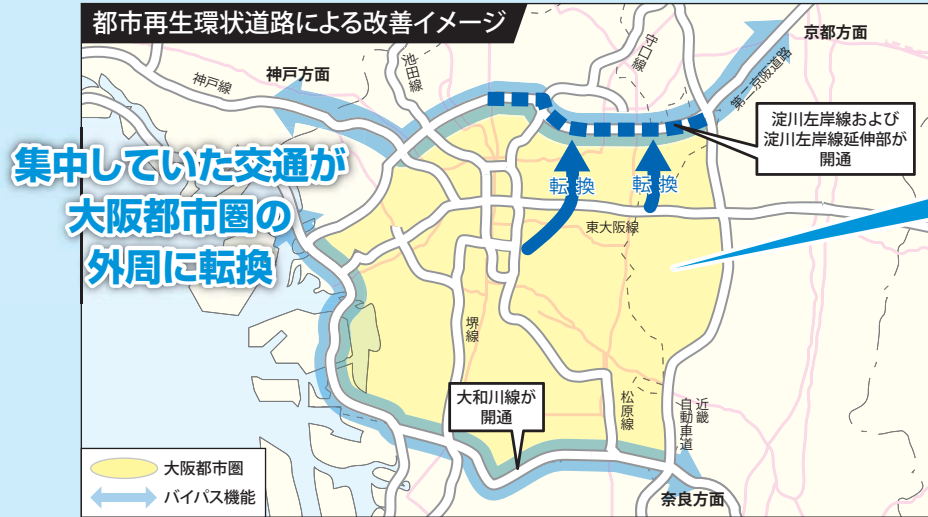 都市再生環状道路による改善イメージ
京都方面
守口線
池田線
神戸方面
神戸線
第二京阪道路
淀川左岸線および
淀川左岸線延伸部が
開通
集中していた交通が
大阪都市圏の
外周に転換
転換
転換
東大阪線
堺線
大和川線が
開通
松原線
近畿
自動車道
大阪都市圏
バイパス機能
奈良方面